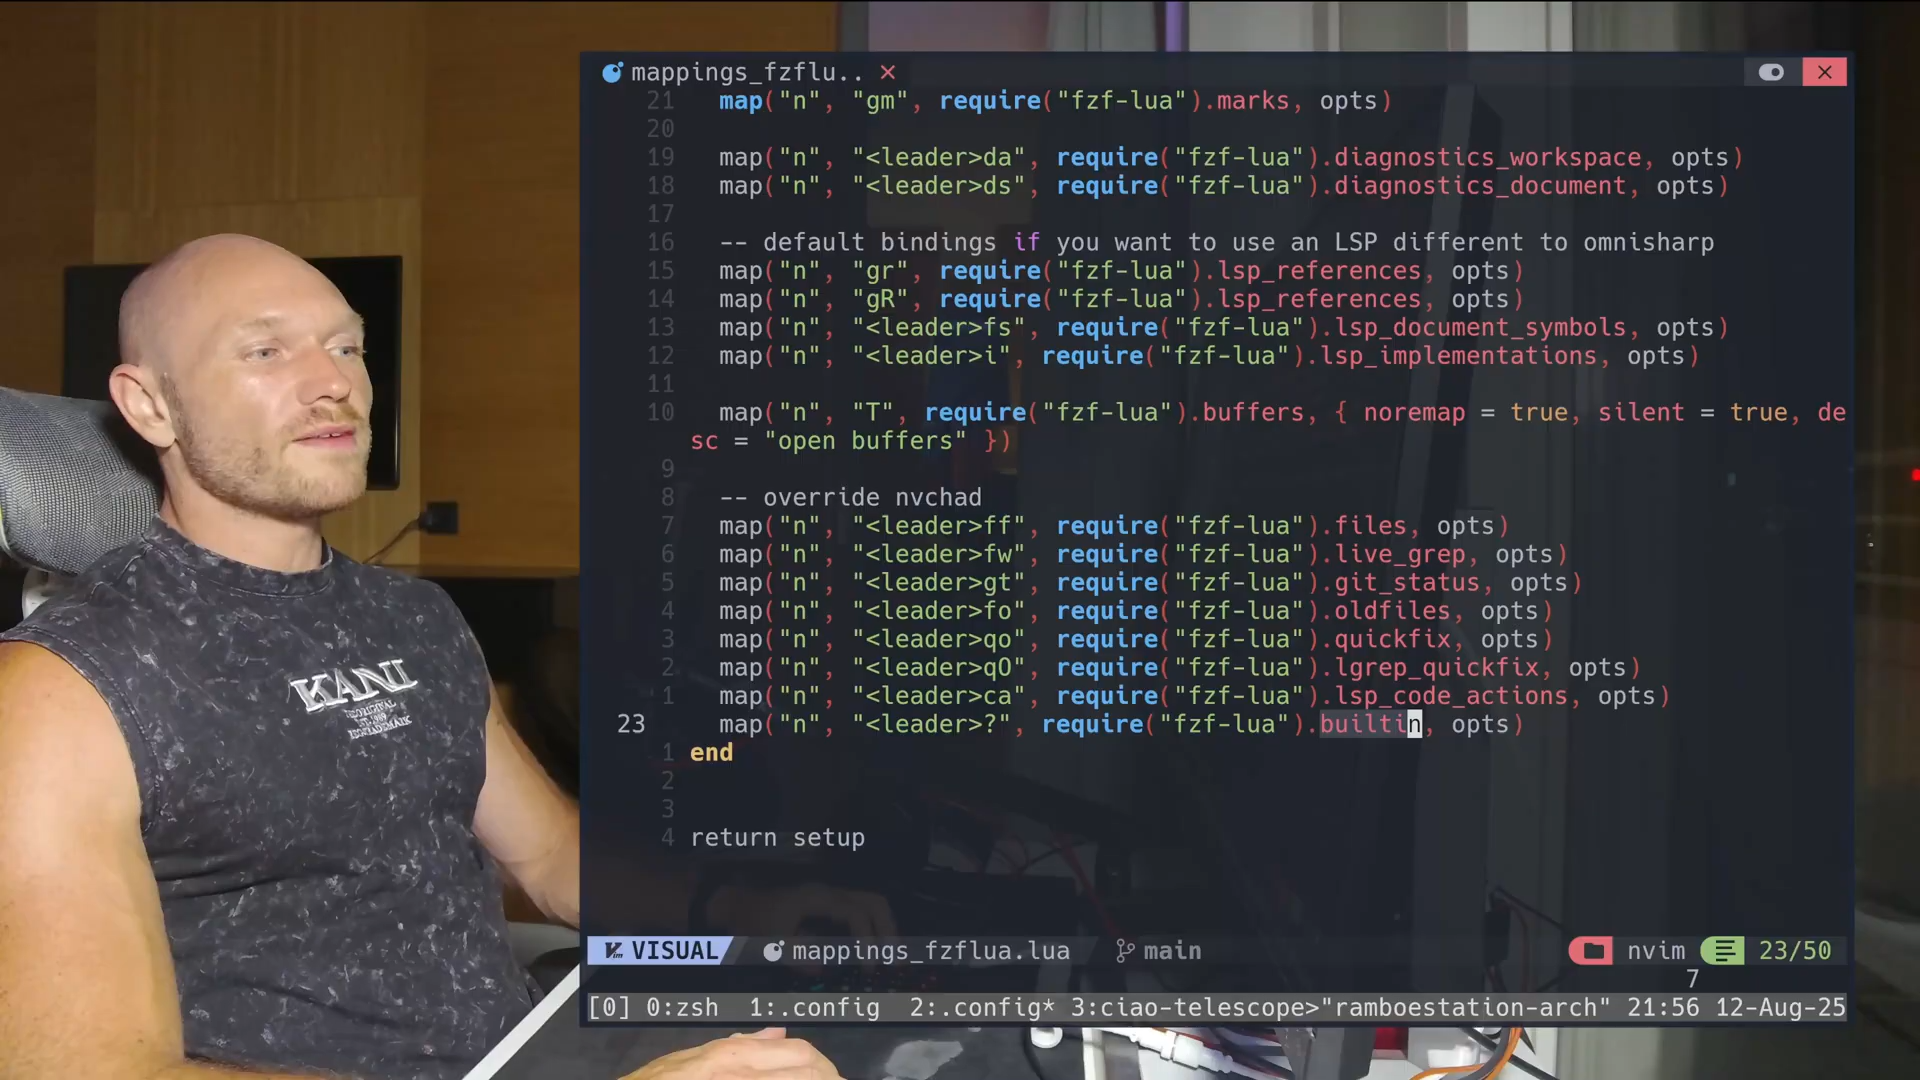 mappings_fzflu..
21 map("n", "gm", require("fzf-lua").marks, opts)
20
19 map("n", "<leader>da", require("fzf-lua").diagnostics_workspace, opts)
18 map("n", "<leader>ds", require("fzf-lua").diagnostics_document, opts)
17
16 -- default bindings if you want to use an LSP different to omnisharp
15 map("n", "gr", require("fzf-lua").lsp_references, opts)
14 map("n", "gR", require("fzf-lua").lsp_references, opts)
13 map("n", "<leader>fs", require("fzf-lua").lsp_document_symbols, opts)
12 map("n", "<leader>i", require("fzf-lua").lsp_implementations, opts)
11
10 map("n", "T", require("fzf-lua").buffers, { noremap = true, silent = true, de
sc = "open buffers" })
9
8 -- override nvchad
7 map("n", "<leader>ff", require("fzf-lua").files, opts)
6 map("n", "<leader>fw", require("fzf-lua").live_grep, opts)
5 map("n", "<leader>gt", require("fzf-lua").git_status, opts)
4 map("n", "<leader>fo", require("fzf-lua").oldfiles, opts)
3 map("n", "<leader>qo", require("fzf-lua").quickfix, opts)
2 map("n", "<leader>qO", require("fzf-lua").lgrep_quickfix, opts)
1 map("n", "<leader>ca", require("fzf-lua").lsp_code_actions, opts)
23 map("n", "<leader>?", require("fzf-lua").builtin, opts)
1 end
2
3
4 return setup
VISUAL mappings_fzflua.lua main nvim 23/50
7
[0] 0:zsh 1:.config 2:.config* 3:ciao-telescope>"ramboestation-arch" 21:56 12-Aug-25
KANI